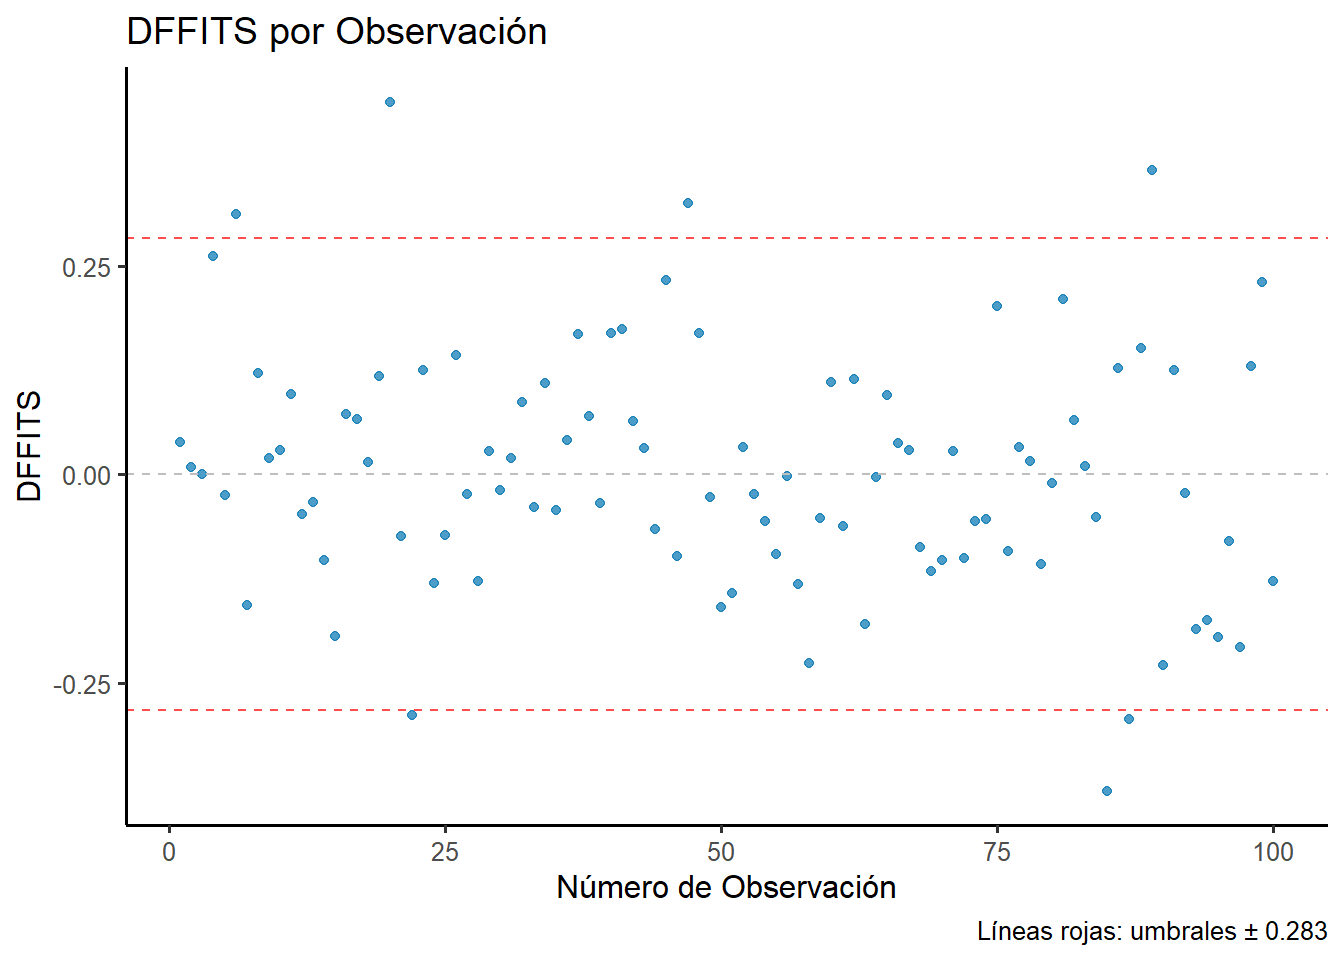 DFFITS por Observación
DFFITS
0.25
0.00
-0.25
0
25
50
75
100
Número de Observación
Líneas rojas: umbrales ± 0.283